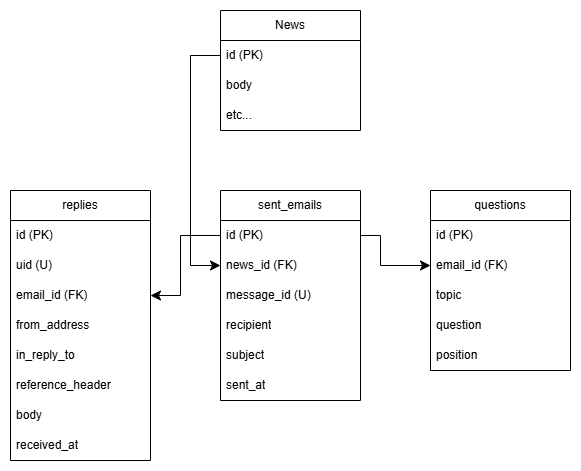 News
id (PK)
body
etc...
replies
id (PK)
uid (U)
email_id (FK)
from_address
in_reply_to
reference_header
body
received_at
sent_emails
id (PK)
news_id (FK)
message_id (U)
recipient
subject
sent_at
questions
id (PK)
email_id (FK)
topic
question
position